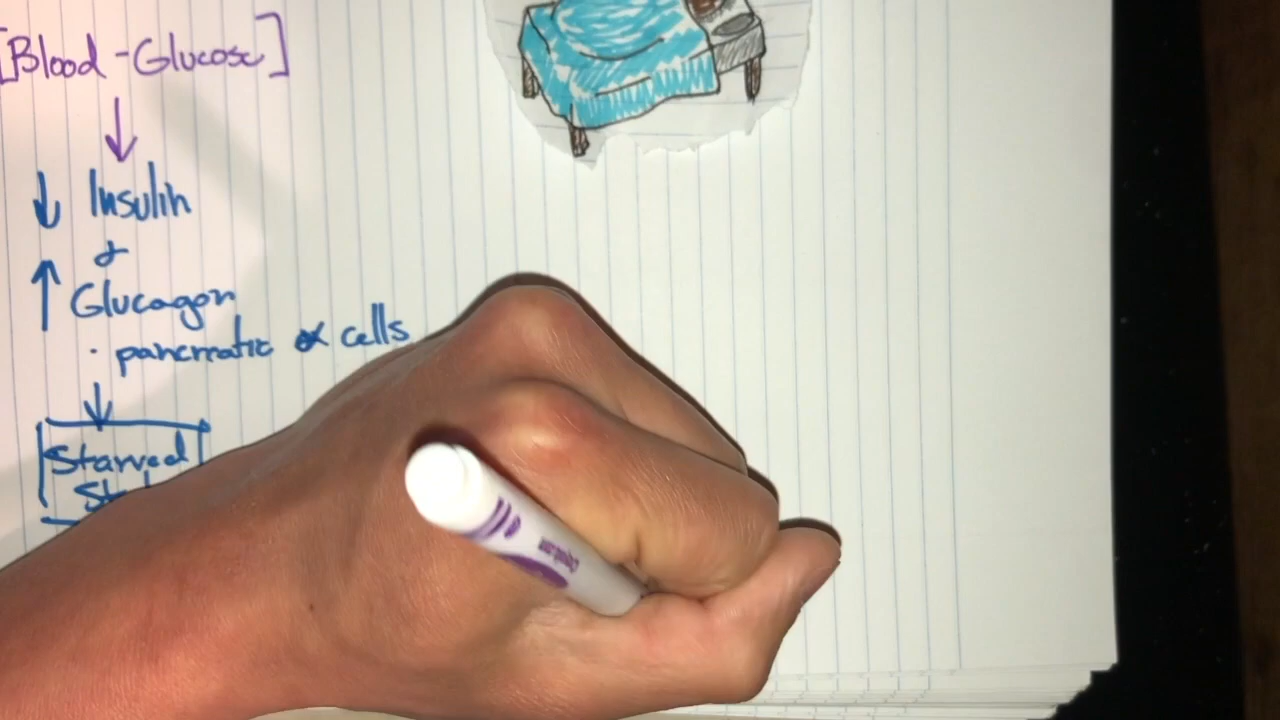 [Blood-Glucose]
↓
↓ Insulin
&
↑ Glucagon
· pancreatic α cells
↓
Starved